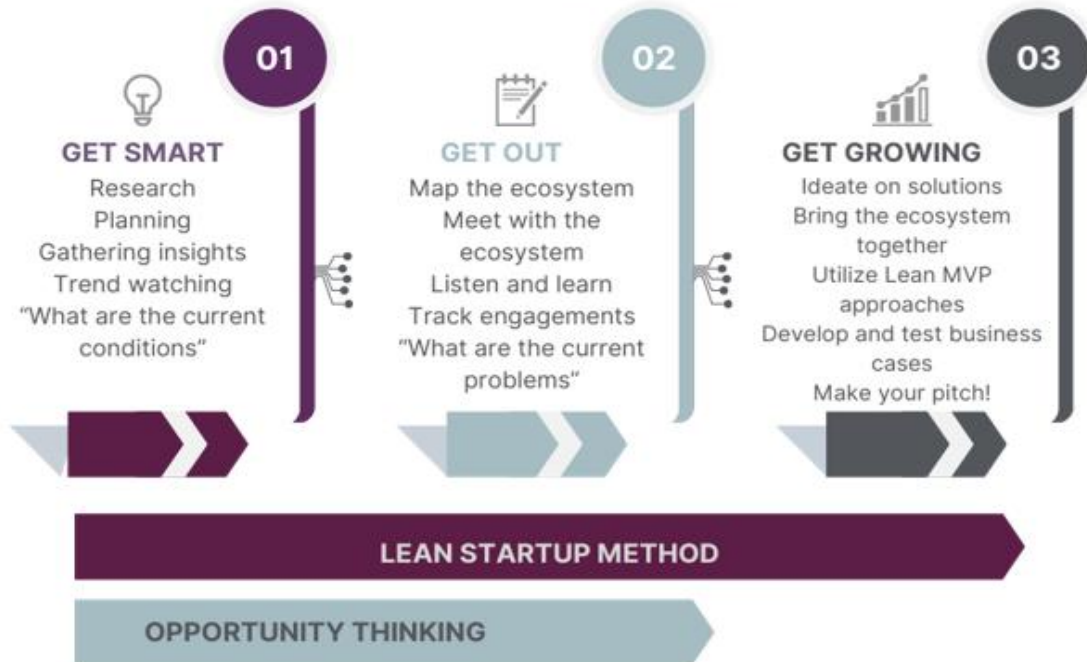 01
GET SMART
Research
Planning
Gathering insights
Trend watching
“What are the current
conditions”
02
GET OUT
Map the ecosystem
Meet with the
ecosystem
Listen and learn
Track engagements
“What are the current
problems”
03
GET GROWING
Ideate on solutions
Bring the ecosystem
together
Utilize Lean MVP
approaches
Develop and test business
cases
Make your pitch!
LEAN STARTUP METHOD
OPPORTUNITY THINKING